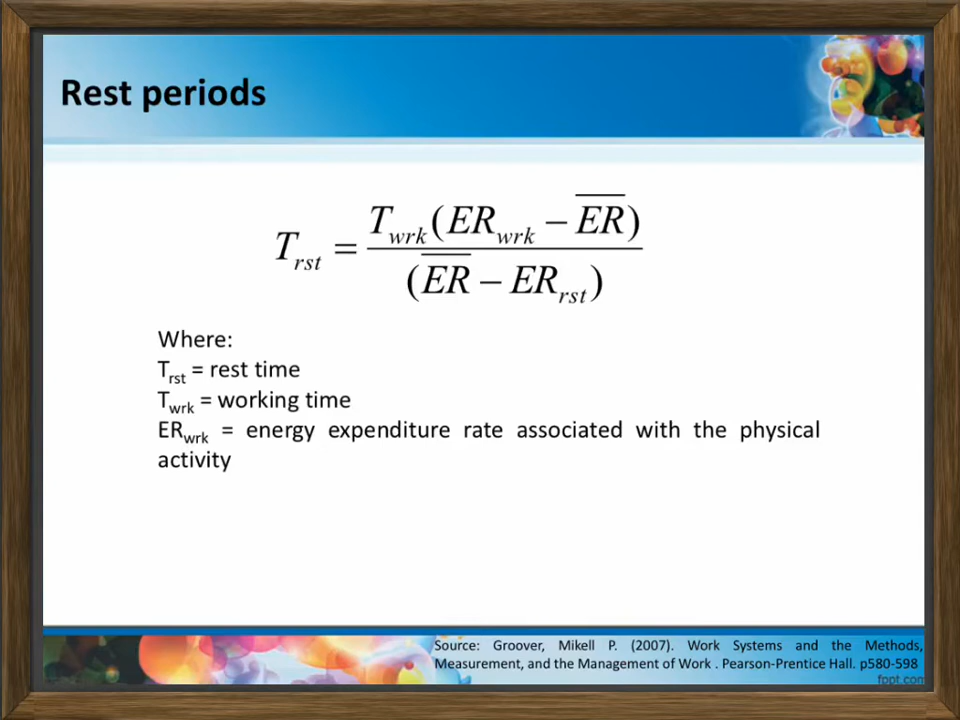 Rest periods
T_rst = T_wrk(ER_wrk − \overline{ER}) / (\overline{ER} − ER_rst)
Where:
T_rst = rest time
T_wrk = working time
ER_wrk = energy expenditure rate associated with the physical
activity
Source: Groover, Mikell P. (2007). Work Systems and the Methods,
Measurement, and the Management of Work . Pearson-Prentice Hall. p580-598
fppt.com